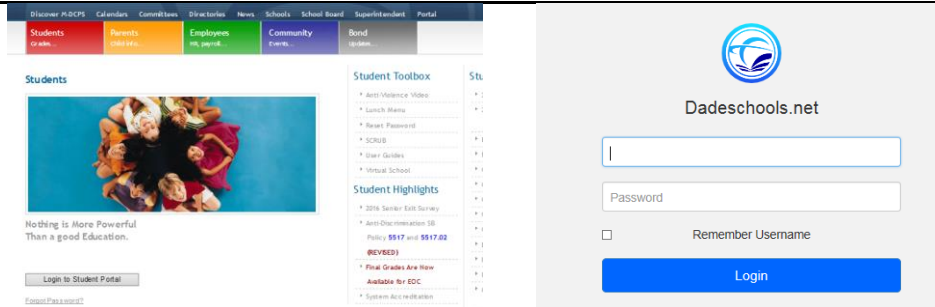 Discover M-DCPS Calendars Committees Directories News Schools School Board Superintendent Portal
Students Parents Employees Community Bond
Grades... Child Info... HR, payroll... Events... Updates...
Students
Nothing is More Powerful
Than a good Education.
Login to Student Portal
Forgot Password?
Student Toolbox
Anti-Violence Video
Lunch Menu
Reset Password
SCRUB
User Guides
Virtual School
Student Highlights
2016 Senior Exit Survey
Anti-Discrimination SB
Policy 5517 and 5517.02
(REVISED)
Final Grades Are Now
Available for EOC
System Accreditation
Stu
Dadeschools.net
Password
Remember Username
Login